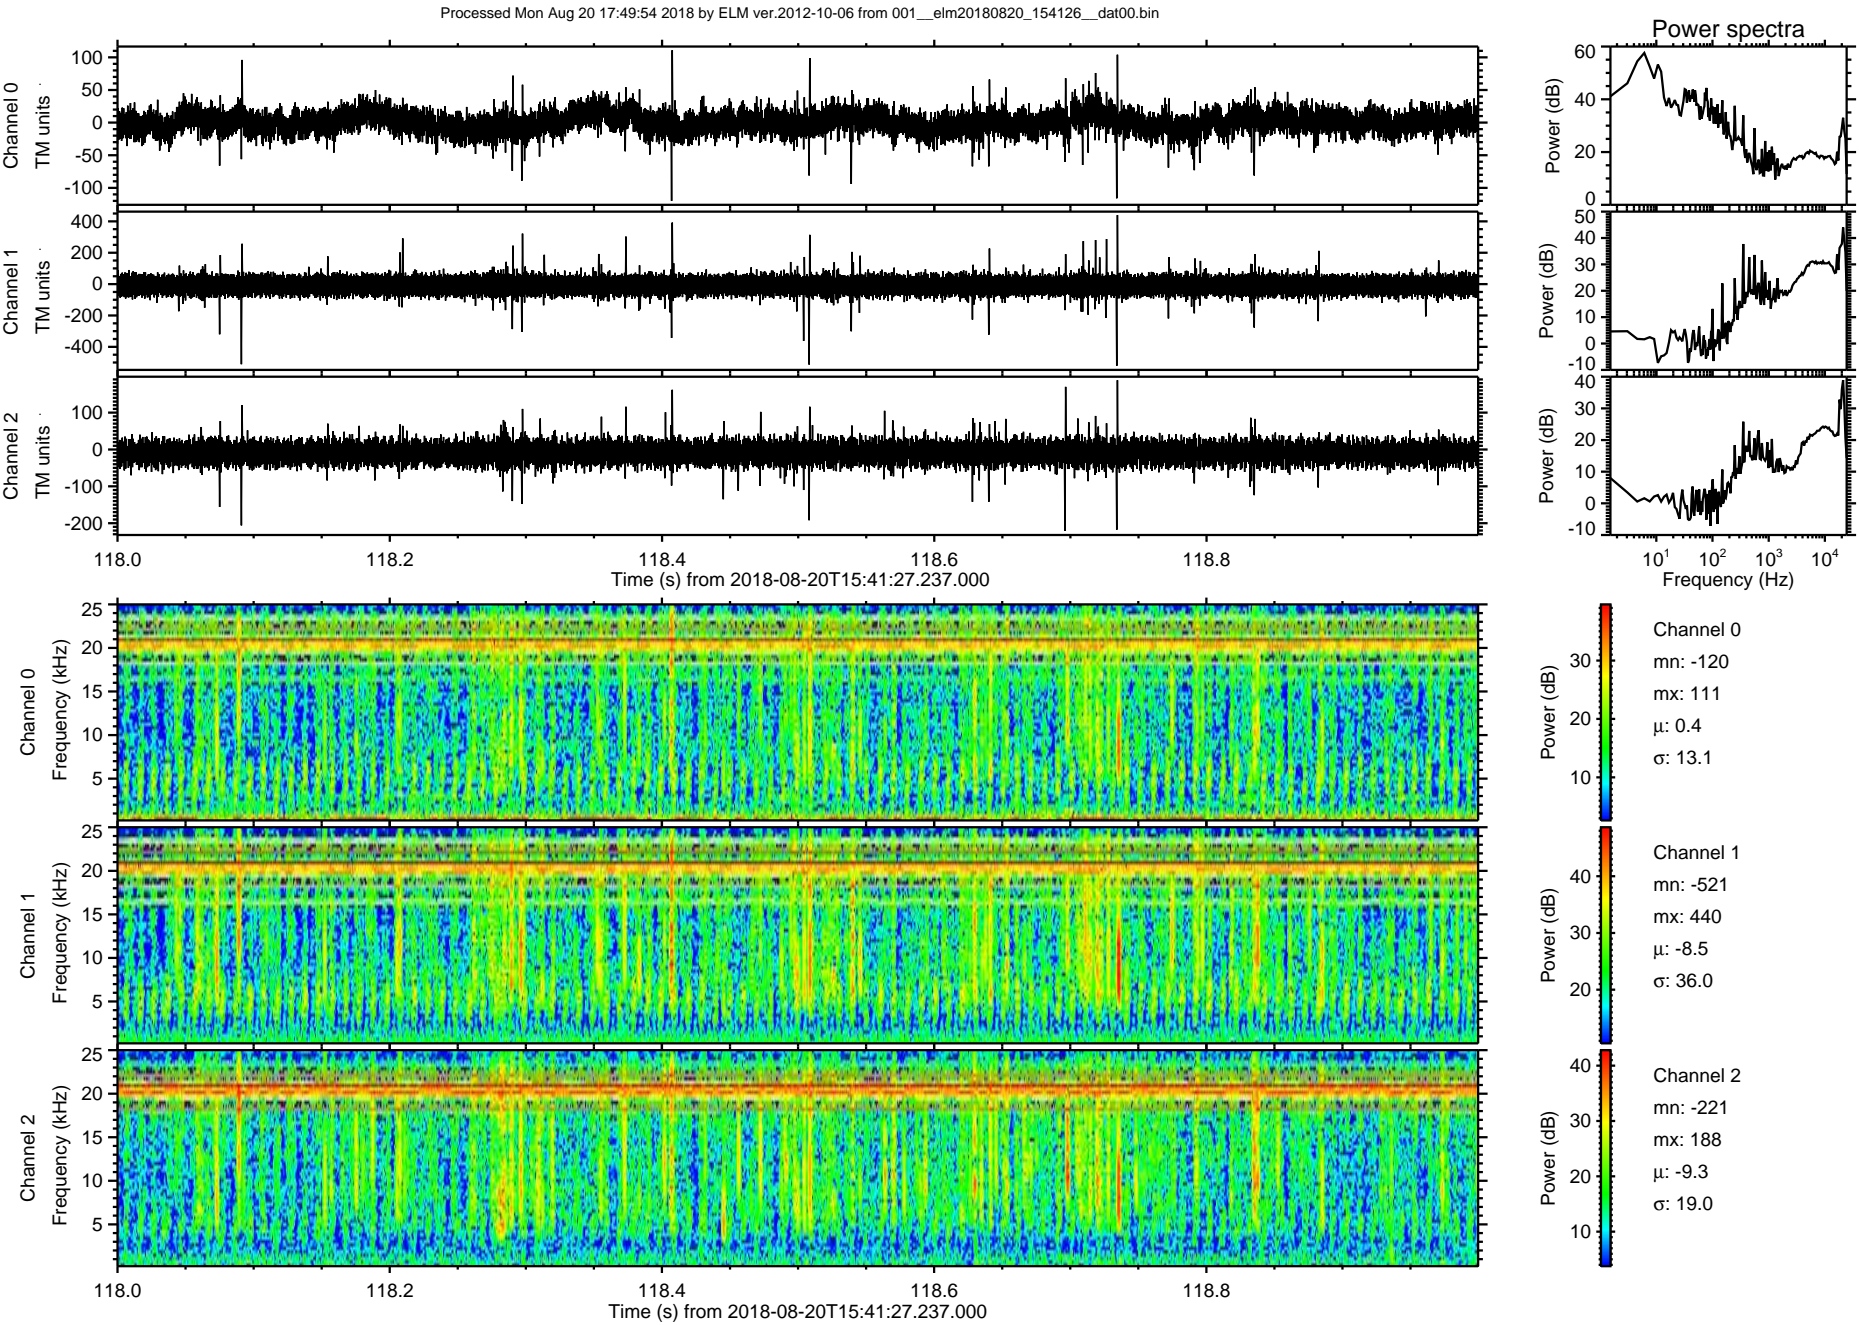 Processed Mon Aug 20 17:49:54 2018 by ELM ver.2012-10-06 from 001__elm20180820_154126__dat00.bin
Power spectra
Channel 0
TM units
100
50
0
-50
-100
Power (dB)
60
40
20
0
Channel 1
TM units
400
200
0
-200
-400
Power (dB)
50
40
30
20
10
0
-10
Channel 2
TM units
100
0
-100
-200
Power (dB)
40
30
20
10
0
-10
118.0 118.2 118.4 118.6 118.8
Time (s) from 2018-08-20T15:41:27.237.000
10^1 10^2 10^3 10^4
Frequency (Hz)
Channel 0
Frequency (kHz)
25
20
15
10
5
Power (dB)
30
20
10
Channel 0
mn: -120
mx: 111
μ: 0.4
σ: 13.1
Channel 1
Frequency (kHz)
25
20
15
10
5
Power (dB)
40
30
20
Channel 1
mn: -521
mx: 440
μ: -8.5
σ: 36.0
Channel 2
Frequency (kHz)
25
20
15
10
5
Power (dB)
40
30
20
10
Channel 2
mn: -221
mx: 188
μ: -9.3
σ: 19.0
118.0 118.2 118.4 118.6 118.8
Time (s) from 2018-08-20T15:41:27.237.000